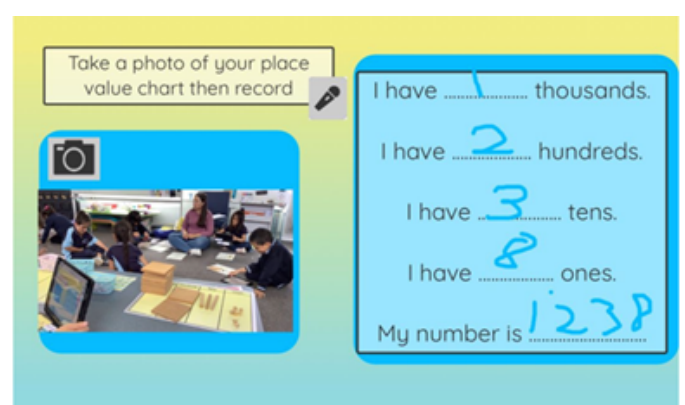 Take a photo of your place
value chart then record
I have 1 thousands.
I have 2 hundreds.
I have 3 tens.
I have 8 ones.
My number is 1238